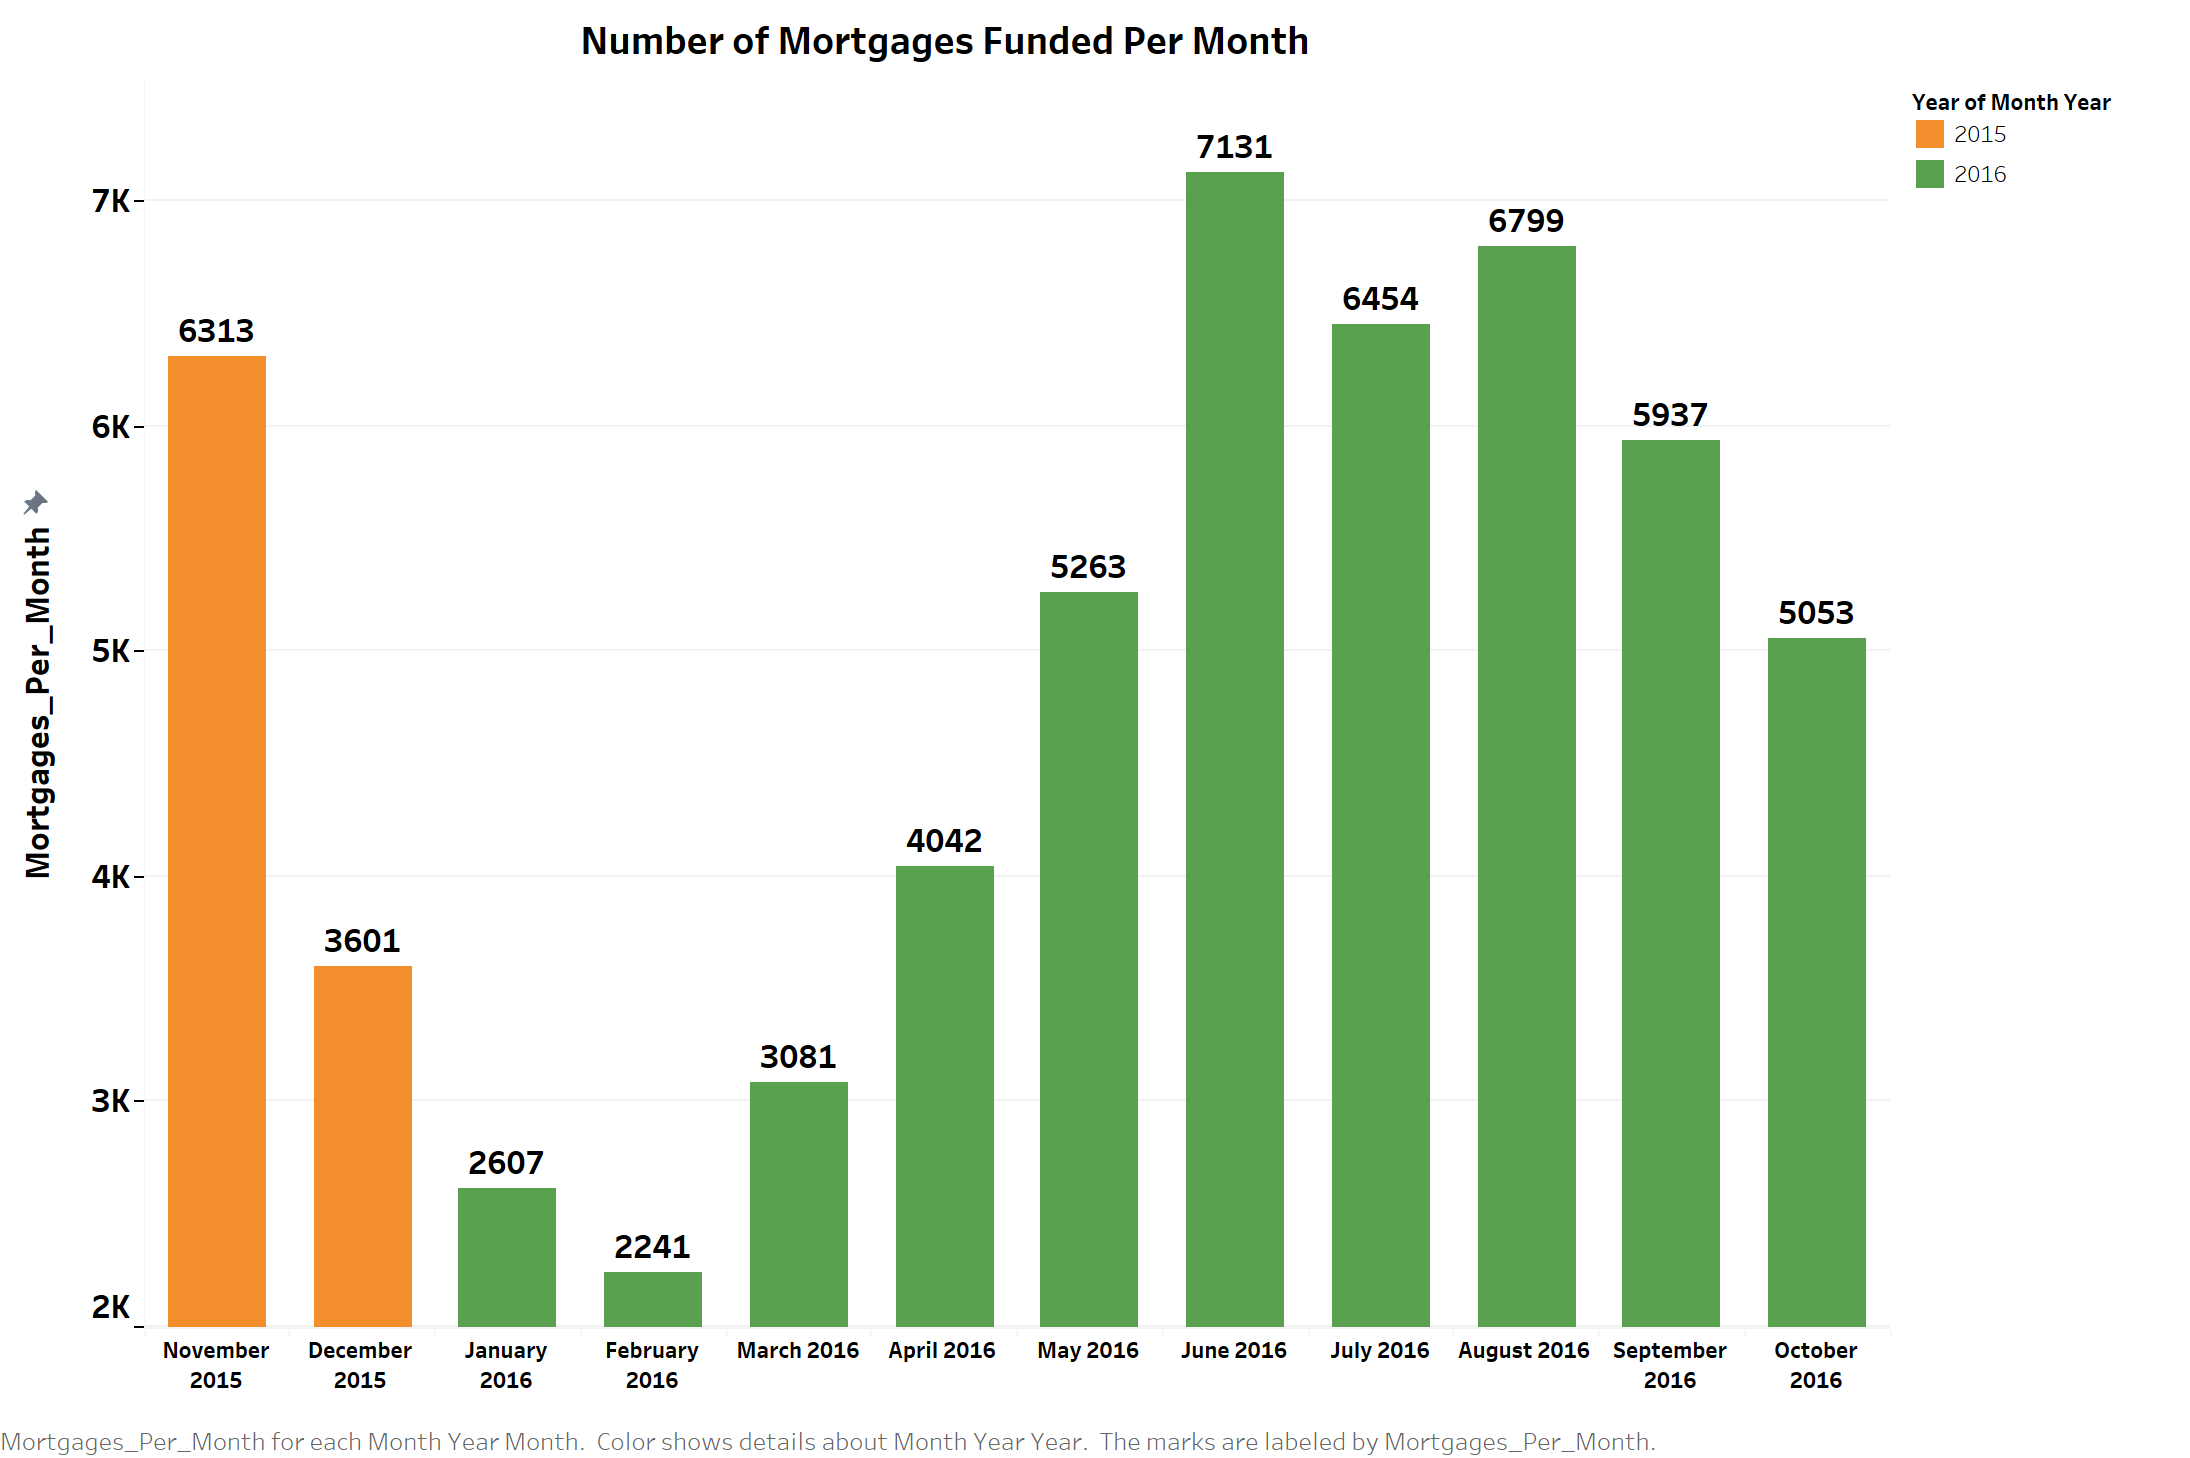 Number of Mortgages Funded Per Month
Year of Month Year
2015
2016
Mortgages_Per_Month
7K
6K
5K
4K
3K
2K
6313
3601
2607
2241
3081
4042
5263
7131
6454
6799
5937
5053
November
2015
December
2015
January
2016
February
2016
March 2016
April 2016
May 2016
June 2016
July 2016
August 2016
September
2016
October
2016
Mortgages_Per_Month for each Month Year Month.  Color shows details about Month Year Year.  The marks are labeled by Mortgages_Per_Month.